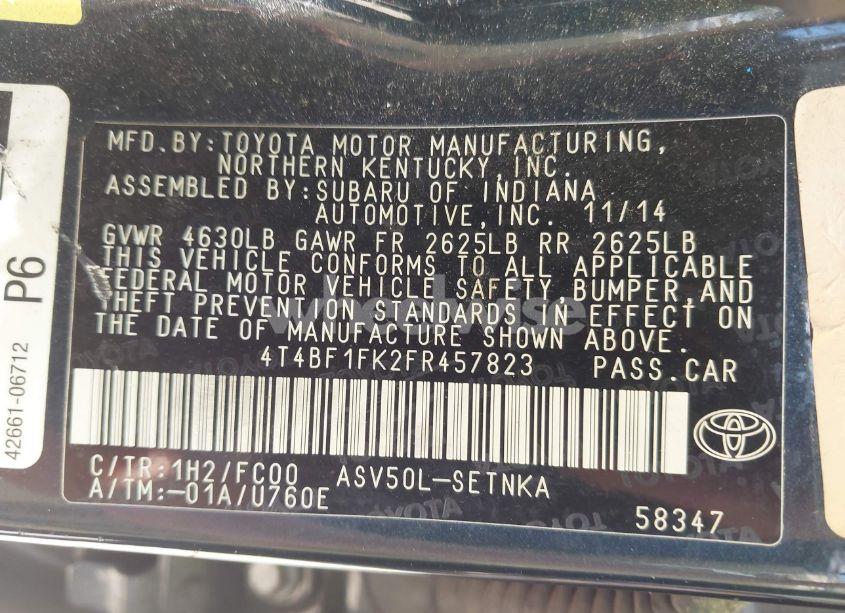 MFD.BY:TOYOTA MOTOR MANUFACTURING,
NORTHERN KENTUCKY,INC.
ASSEMBLED BY:SUBARU OF INDIANA
AUTOMOTIVE,INC. 11/14
GVWR 4630LB GAWR FR 2625LB RR 2625LB
THIS VEHICLE CONFORMS TO ALL APPLICABLE
FEDERAL MOTOR VEHICLE SAFETY,BUMPER,AND
THEFT PREVENTION STANDARDS IN EFFECT ON
THE DATE OF MANUFACTURE SHOWN ABOVE.
4T4BF1FK2FR457823 PASS.CAR
C/TR:1H2/FC00 ASV50L-SETNKA
A/TM:-01A/U760E
58347
42661-06712 P6
wheelwise
TOYOTA